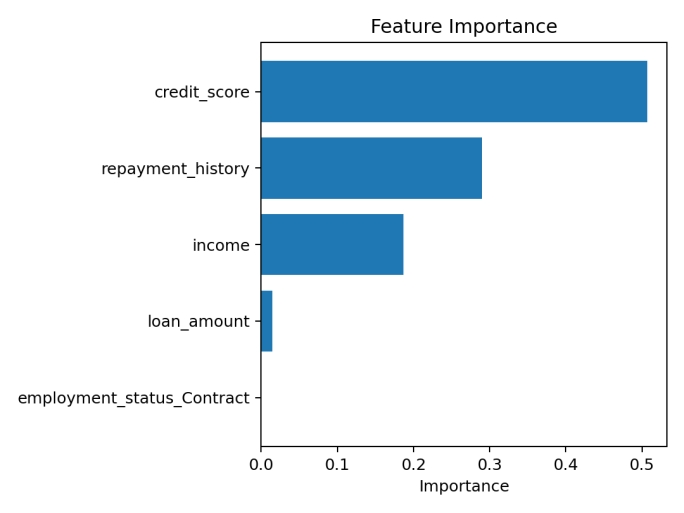 Feature Importance
credit_score
repayment_history
income
loan_amount
employment_status_Contract
0.0 0.1 0.2 0.3 0.4 0.5
Importance